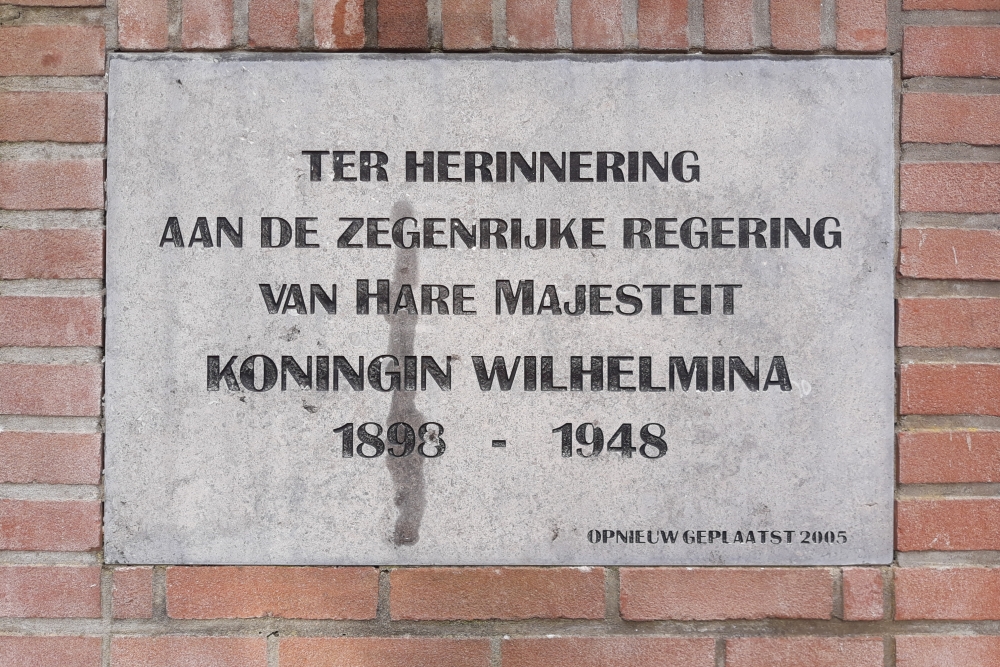 TER HERINNERING
AAN DE ZEGENRIJKE REGERING
VAN HARE MAJESTEIT
KONINGIN WILHELMINA
1898 - 1948
OPNIEUW GEPLAATST 2005